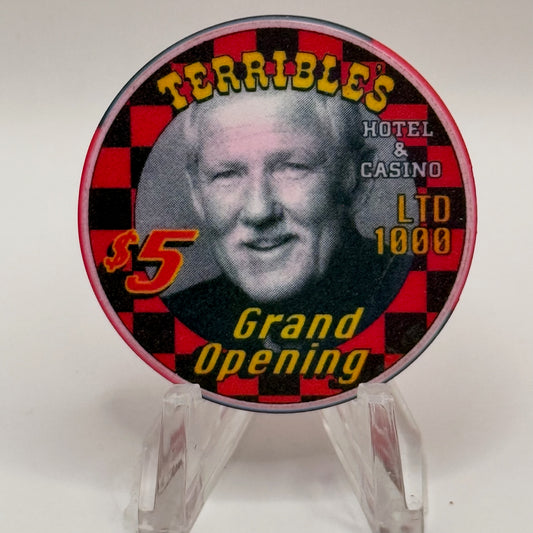 TERRIBLE'S
HOTEL
&
CASINO
LTD
1000
$5
Grand
Opening